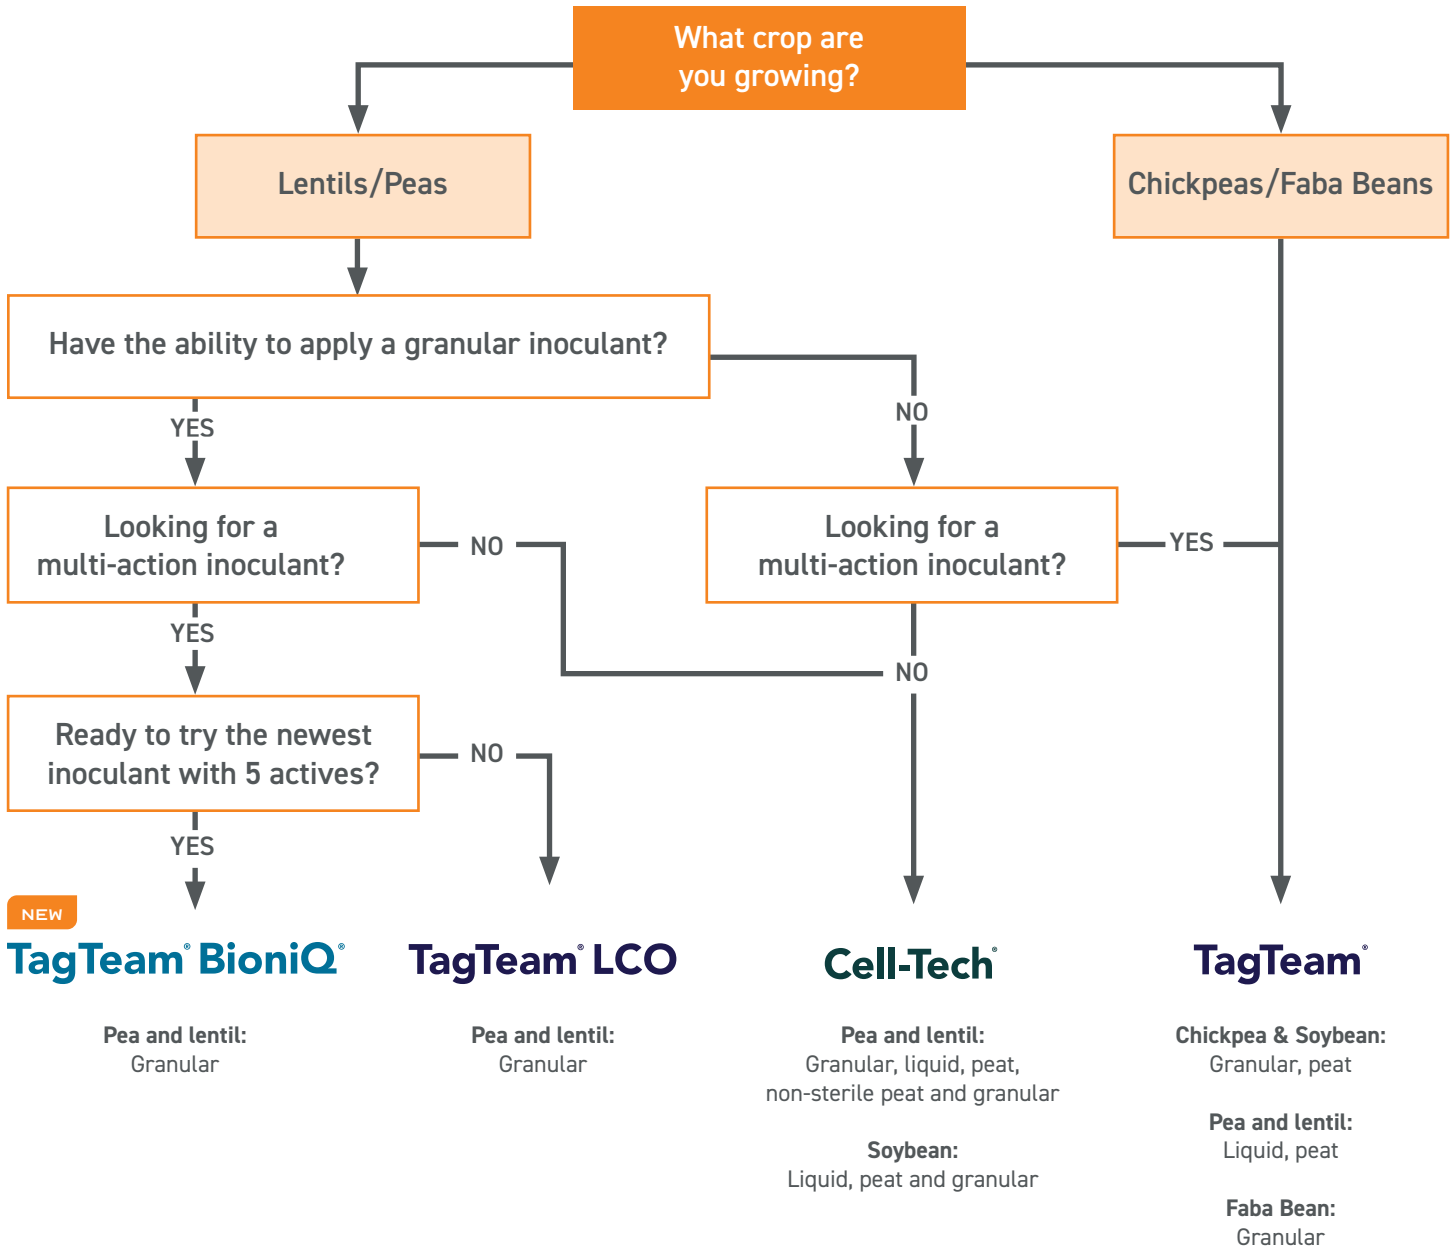 What crop are
you growing?
Lentils/Peas
Chickpeas/Faba Beans
Have the ability to apply a granular inoculant?
YES
NO
Looking for a
multi-action inoculant?
NO
Looking for a
multi-action inoculant?
YES
YES
NO
Ready to try the newest
inoculant with 5 actives?
NO
YES
NEW
TagTeam® BioniQ®
TagTeam® LCO
Cell-Tech®
TagTeam®
Pea and lentil:
Granular
Pea and lentil:
Granular
Pea and lentil:
Granular, liquid, peat,
non-sterile peat and granular
Soybean:
Liquid, peat and granular
Chickpea & Soybean:
Granular, peat
Pea and lentil:
Liquid, peat
Faba Bean:
Granular